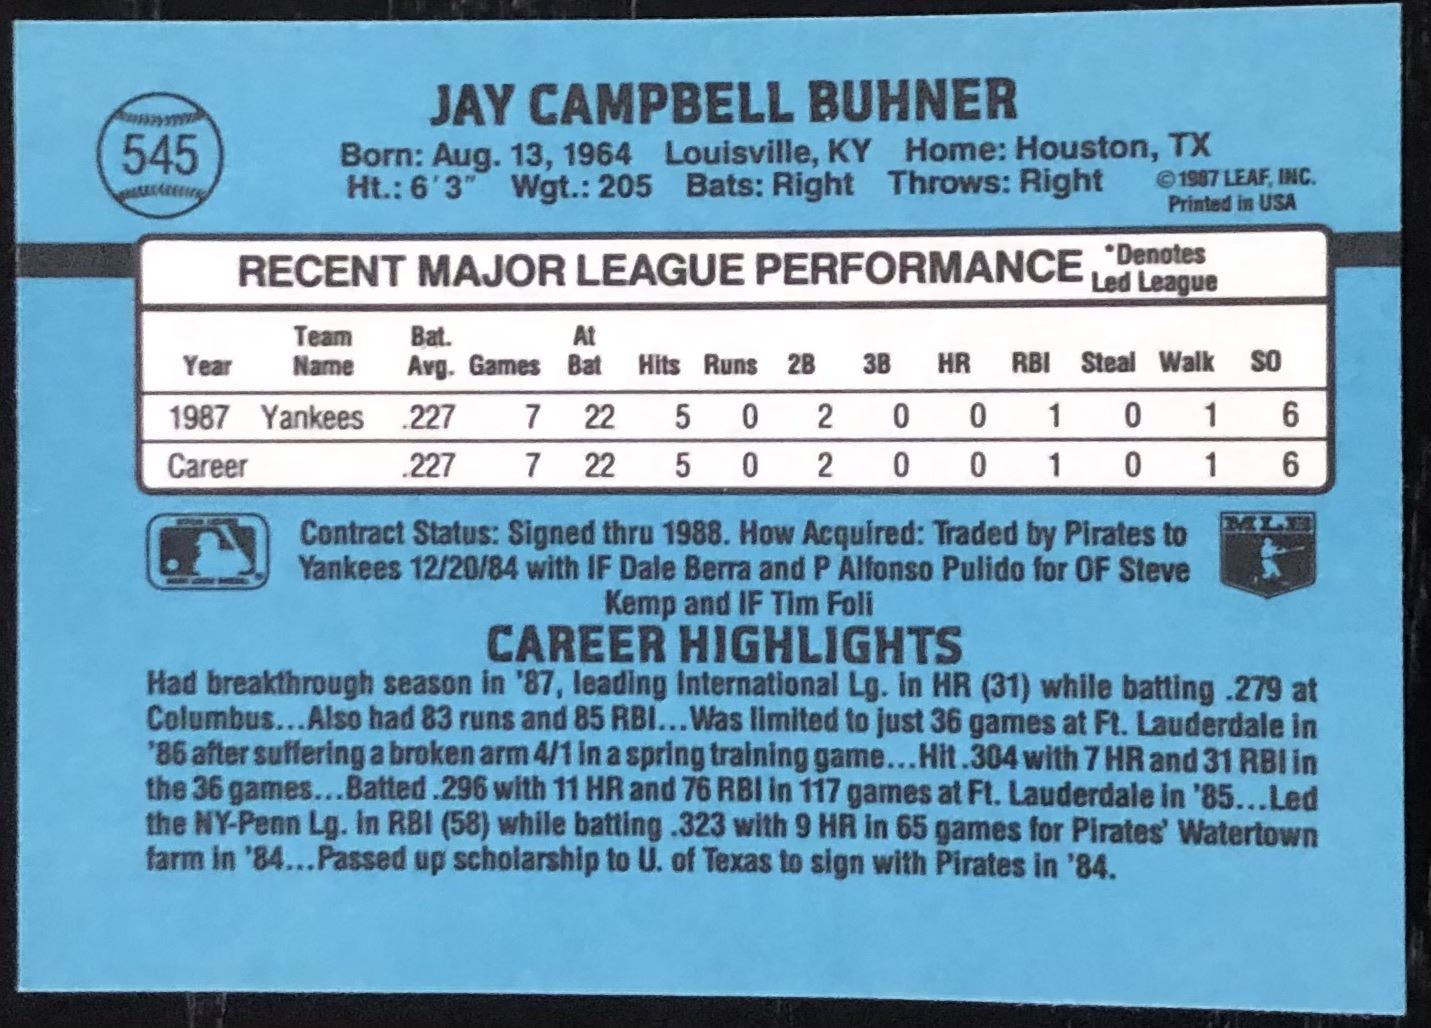 JAY CAMPBELL BUHNER
545
Born: Aug. 13, 1964 Louisville, KY Home: Houston, TX
Ht.: 6'3" Wgt.: 205 Bats: Right Throws: Right
©1987 LEAF, INC.
Printed in USA
RECENT MAJOR LEAGUE PERFORMANCE
*Denotes
Led League
Year Team Name Bat. Avg. Games At Bat Hits Runs 2B 3B HR RBI Steal Walk SO
1987 Yankees .227 7 22 5 0 2 0 0 1 0 1 6
Career .227 7 22 5 0 2 0 0 1 0 1 6
Contract Status: Signed thru 1988. How Acquired: Traded by Pirates to
Yankees 12/20/84 with IF Dale Berra and P Alfonso Pulido for OF Steve
Kemp and IF Tim Foli
MLB
CAREER HIGHLIGHTS
Had breakthrough season in '87, leading International Lg. in HR (31) while batting .279 at
Columbus...Also had 83 runs and 85 RBI...Was limited to just 36 games at Ft. Lauderdale in
'86 after suffering a broken arm 4/1 in a spring training game...Hit .304 with 7 HR and 31 RBI in
the 36 games...Batted .296 with 11 HR and 76 RBI in 117 games at Ft. Lauderdale in '85...Led
the NY-Penn Lg. in RBI (58) while batting .323 with 9 HR in 65 games for Pirates' Watertown
farm in '84...Passed up scholarship to U. of Texas to sign with Pirates in '84.